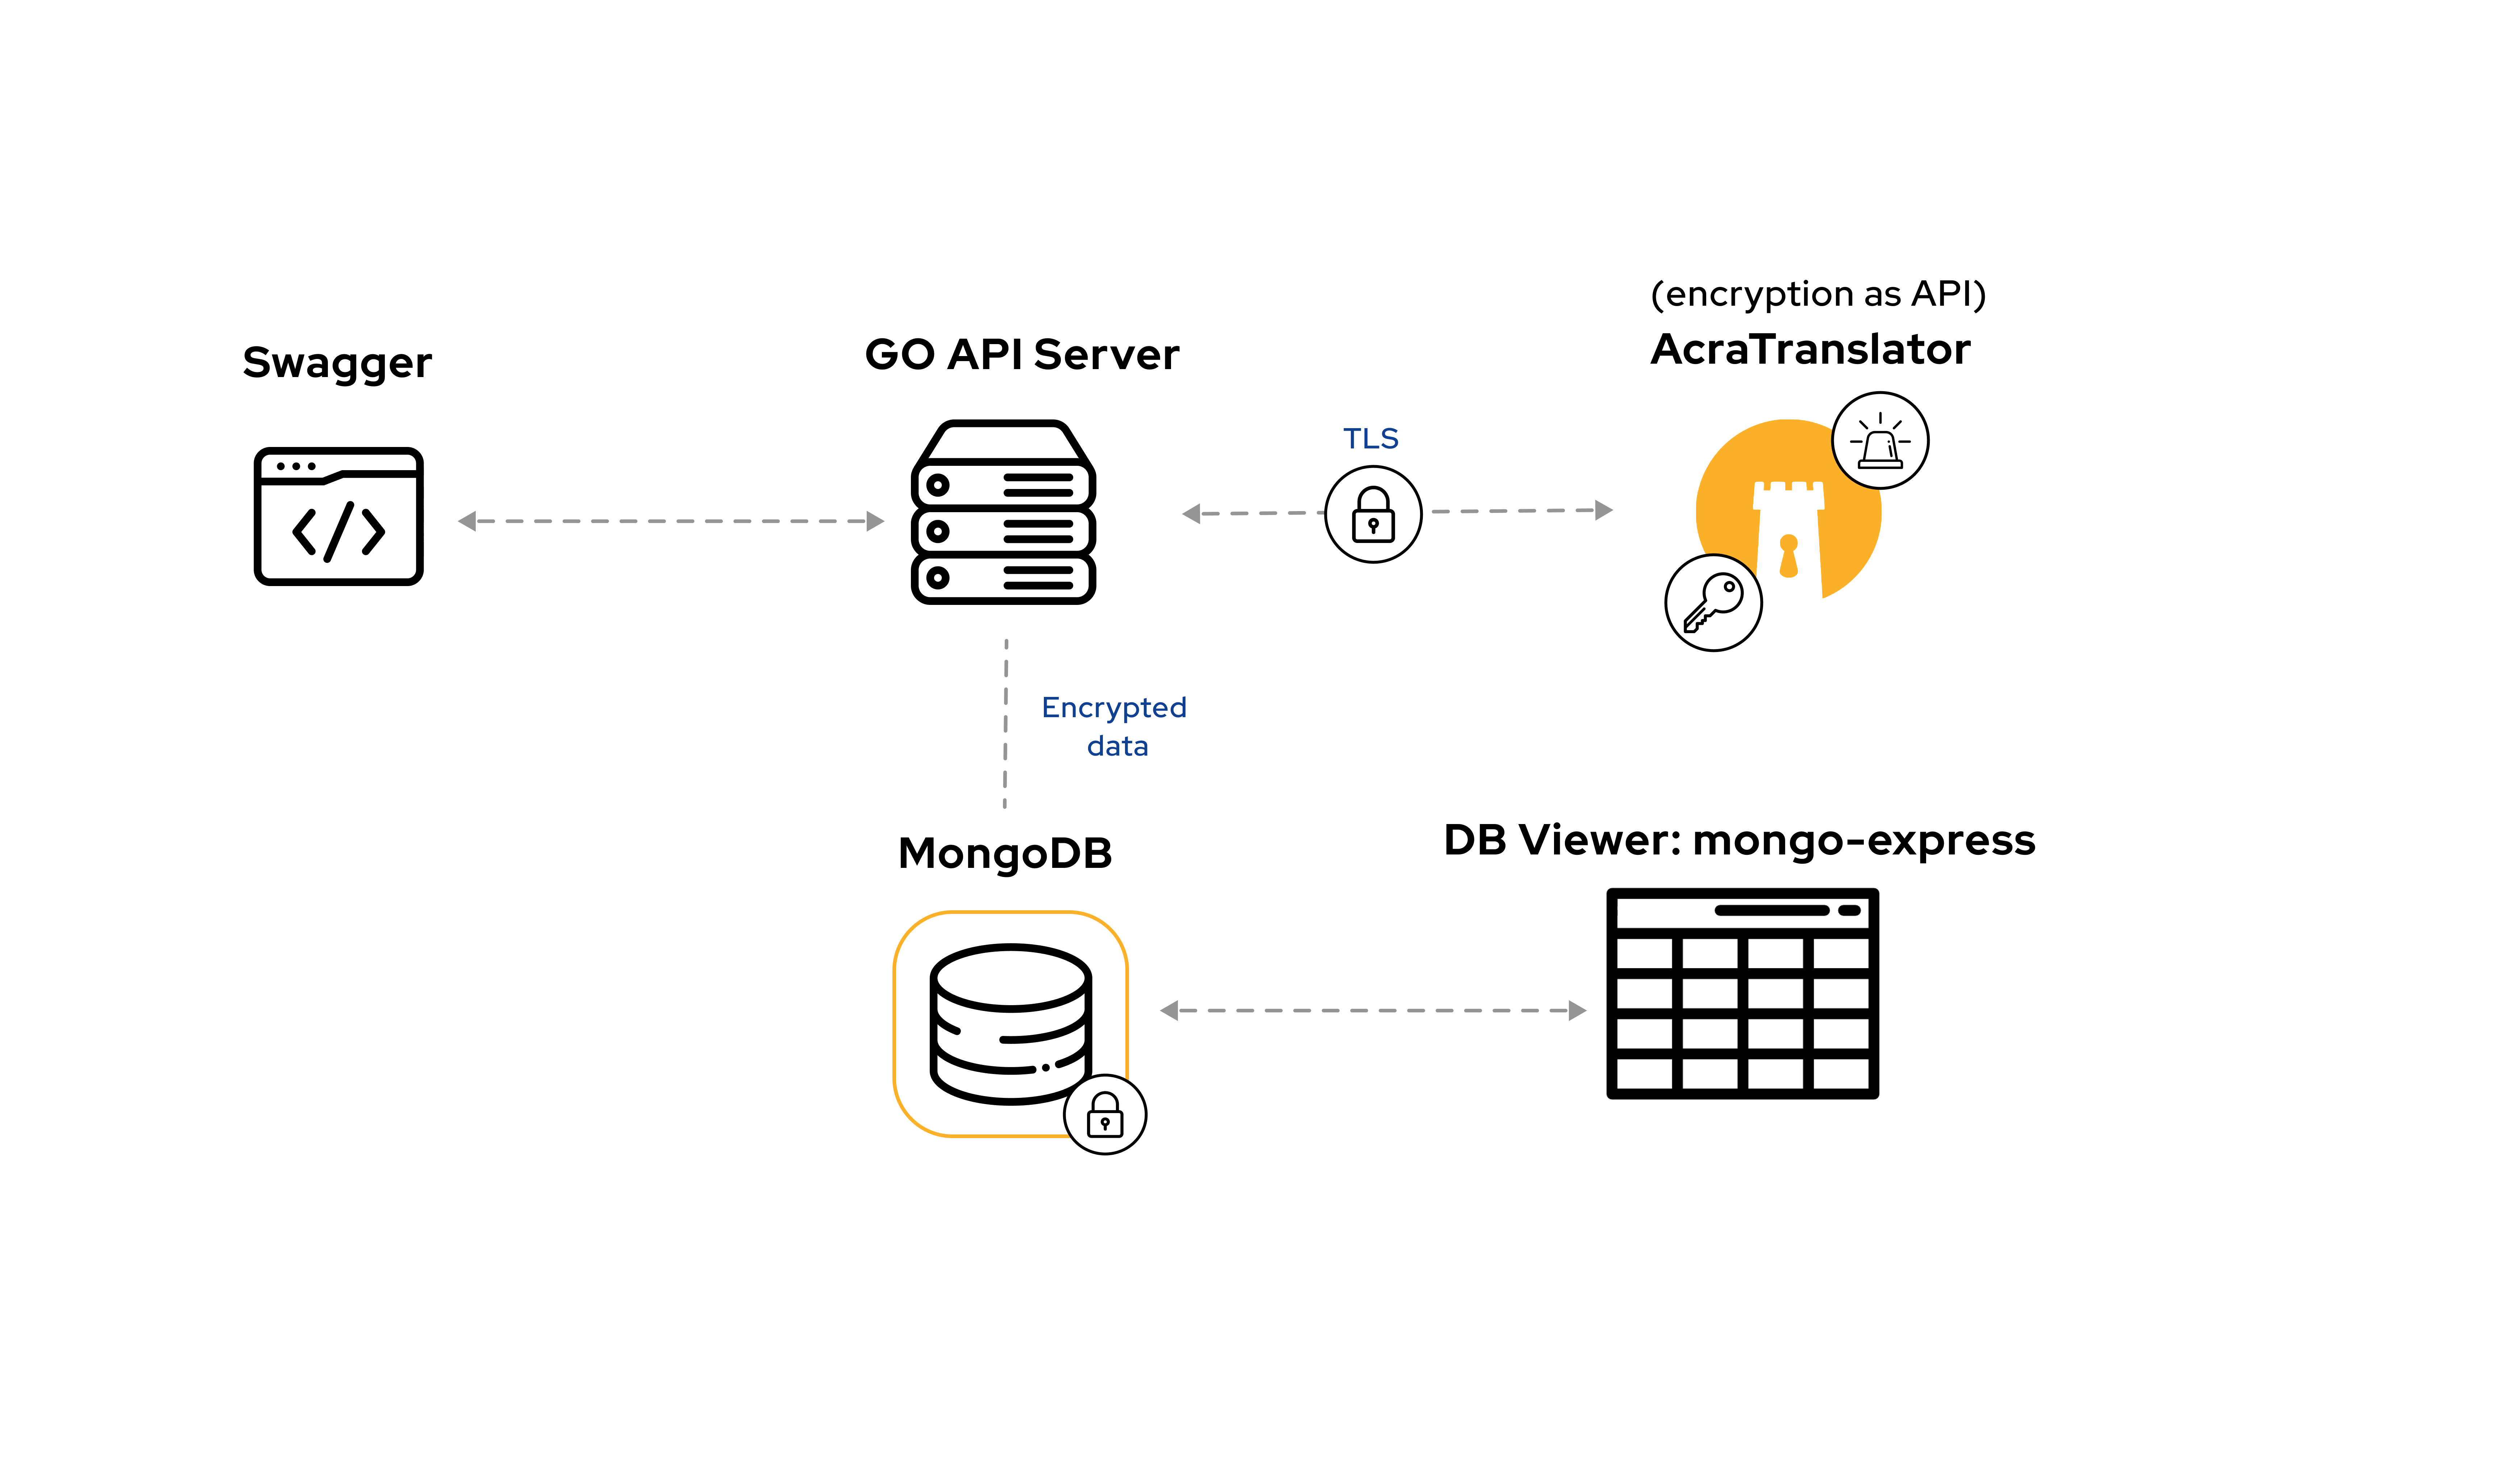 (encryption as API)
Swagger
GO API Server
AcraTranslator
TLS
Encrypted
data
MongoDB
DB Viewer: mongo-express